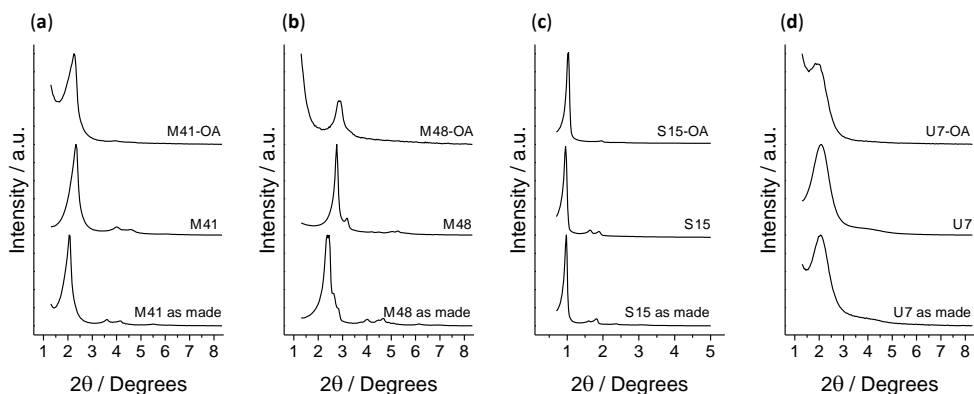 (a)
Intensity / a.u.
M41-OA
M41
M41 as made
1 2 3 4 5 6 7 8
2θ / Degrees
(b)
Intensity / a.u.
M48-OA
M48
M48 as made
1 2 3 4 5 6 7 8
2θ / Degrees
(c)
Intensity / a.u.
S15-OA
S15
S15 as made
1 2 3 4 5
2θ / Degrees
(d)
Intensity / a.u.
U7-OA
U7
U7 as made
1 2 3 4 5 6 7 8
2θ / Degrees